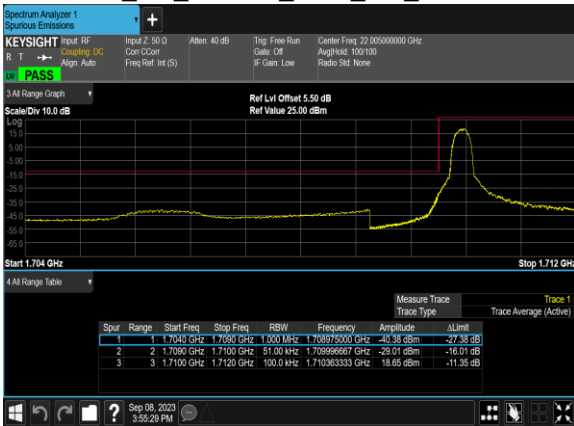 Spectrum Analyzer 1
Spurious Emissions
KEYSIGHT Input: RF Input Z: 50 Ω Atten: 40 dB Trig: Free Run Center Freq: 22.005000000 GHz
R T Coupling: DC Corr CCorr Gate: Off Avg|Hold: 100/100
Align: Auto Freq Ref: Int (S) IF Gain: Low Radio Std: None
PASS
3 All Range Graph
Ref Lvl Offset 5.50 dB
Scale/Div 10.0 dB Ref Value 25.00 dBm
Log
15.0
5.00
-5.00
-15.0
-25.0
-35.0
-45.0
-55.0
-65.0
Start 1.704 GHz Stop 1.712 GHz
4 All Range Table
Measure Trace Trace 1
Trace Type Trace Average (Active)
Spur Range Start Freq Stop Freq RBW Frequency Amplitude ΔLimit
1 1 1.7040 GHz 1.7090 GHz 1.000 MHz 1.708975000 GHz -40.38 dBm -27.38 dB
2 2 1.7090 GHz 1.7100 GHz 51.00 kHz 1.709996667 GHz -29.01 dBm -16.01 dB
3 3 1.7100 GHz 1.7120 GHz 100.0 kHz 1.710363333 GHz 18.65 dBm -11.35 dB
? Sep 08, 2023
3:55:29 PM